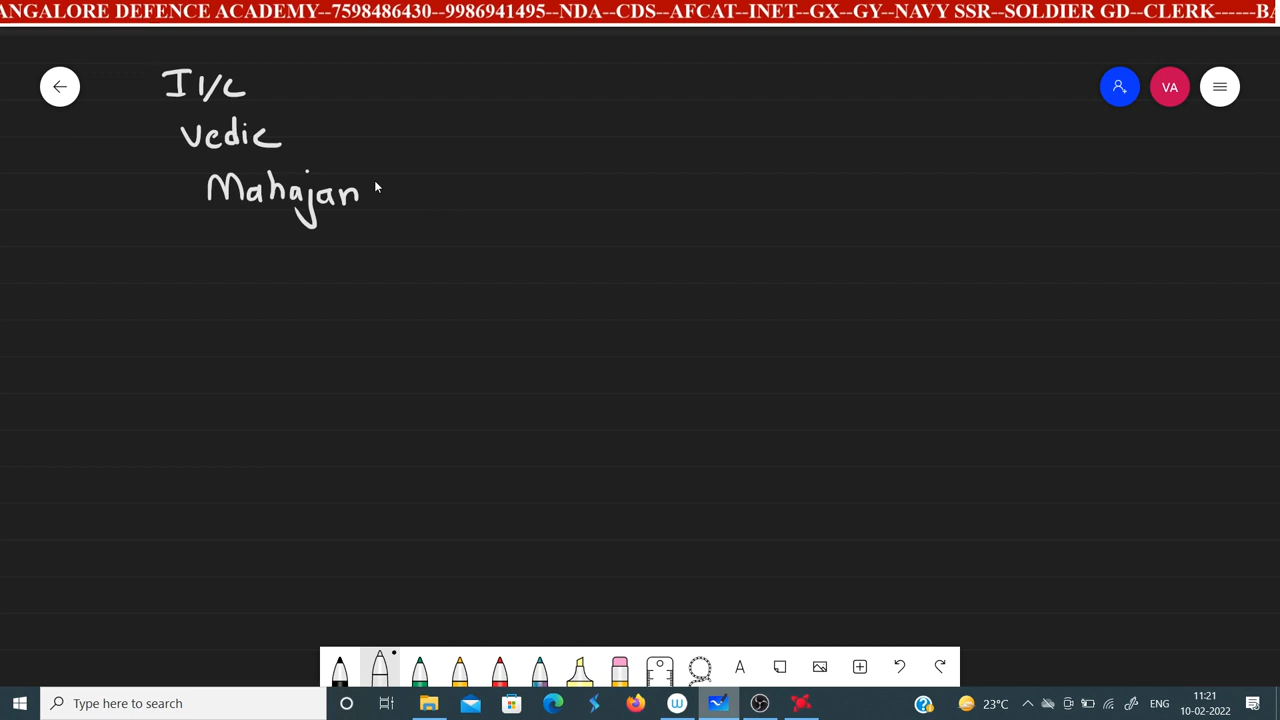 ANGALORE DEFENCE ACADEMY--7598486430--9986941495--NDA--CDS--AFCAT--INET--GX--GY--NAVY SSR--SOLDIER GD--CLERK------BA
I V C
VA
Vedic
Mahajan
A
Type here to search
W
ENG
23°C
11:21
10-02-2022